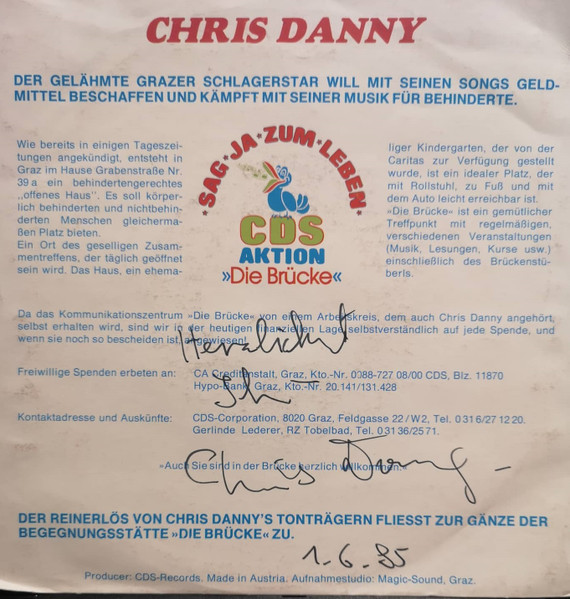 CHRIS DANNY
DER GELÄHMTE GRAZER SCHLAGERSTAR WILL MIT SEINEN SONGS GELD-
MITTEL BESCHAFFEN UND KÄMPFT MIT SEINER MUSIK FÜR BEHINDERTE.
Wie bereits in einigen Tageszei-
tungen angekündigt, entsteht in
Graz im Hause Grabenstraße Nr.
39a ein behindertengerechtes
„offenes Haus". Es soll körper-
lich behinderten und nichtbehin-
derten Menschen gleicherma-
ßen Platz bieten.
Ein Ort des geselligen Zusam-
mentreffens, der täglich geöffnet
sein wird. Das Haus, ein ehema-
• SAG • JA • ZUM • LEBEN •
CDS
AKTION
»Die Brücke«
liger Kindergarten, der von der
Caritas zur Verfügung gestellt
wurde, ist ein idealer Platz, der
mit Rollstuhl, zu Fuß und mit
dem Auto leicht erreichbar ist.
»Die Brücke« ist ein gemütlicher
Treffpunkt mit regelmäßigen,
verschiedenen Veranstaltungen
(Musik, Lesungen, Kurse usw.)
einschließlich des Brückenstü-
berls.
Da das Kommunikationszentrum »Die Brücke« von einem Arbeitskreis, dem auch Chris Danny angehört,
selbst erhalten wird, sind wir in der heutigen finanziellen Lage selbstverständlich auf jede Spende, und
wenn sie noch so bescheiden ist, angewiesen!
Herzlichst
Freiwillige Spenden erbeten an: CA Creditanstalt, Graz, Kto.-Nr. 0088-727 08/00 CDS, Blz. 11870
Hypo-Bank, Graz, Kto.-Nr. 20.141/131.428
Ihr
Kontaktadresse und Auskünfte: CDS-Corporation, 8020 Graz, Feldgasse 22/W2, Tel. 0316/27 12 20.
Gerlinde Lederer, RZ Tobelbad, Tel. 03136/2571.
»Auch Sie sind in der Brücke herzlich willkommen.«
Chris Danny
DER REINERLÖS VON CHRIS DANNY'S TONTRÄGERN FLIESST ZUR GÄNZE DER
BEGEGNUNGSSTÄTTE »DIE BRÜCKE« ZU.
1.6.85
Producer: CDS-Records. Made in Austria. Aufnahmestudio: Magic-Sound, Graz.